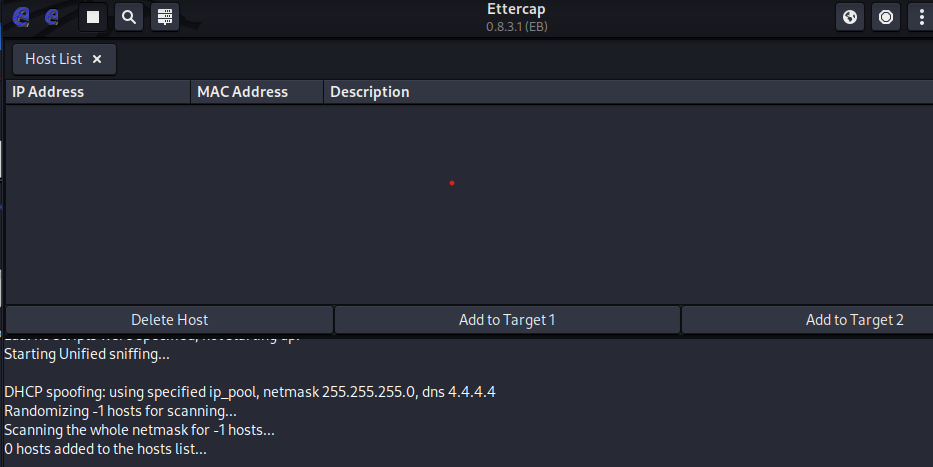 Ettercap
0.8.3.1 (EB)
Host List ×
IP Address MAC Address Description
Delete Host Add to Target 1 Add to Target 2
Starting Unified sniffing...
DHCP spoofing: using specified ip_pool, netmask 255.255.255.0, dns 4.4.4.4
Randomizing -1 hosts for scanning...
Scanning the whole netmask for -1 hosts...
0 hosts added to the hosts list...